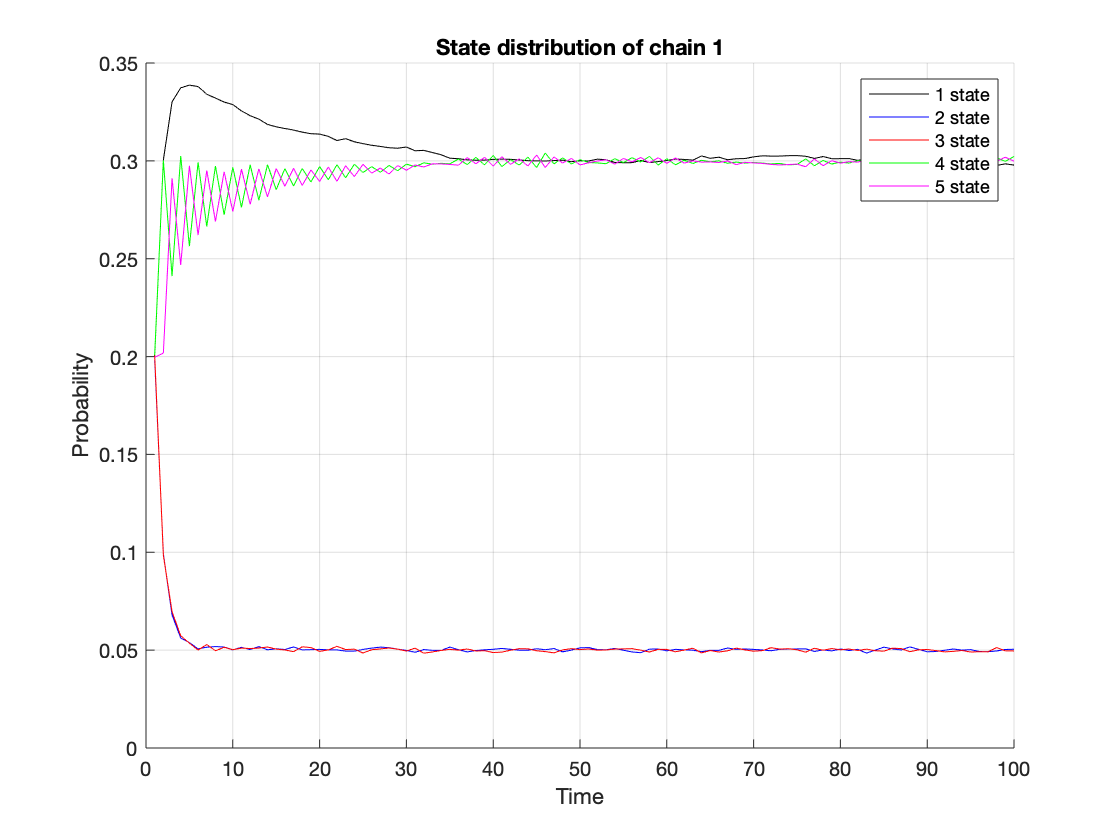 State distribution of chain 1
0.35
0.3
0.25
0.2
0.15
0.1
0.05
0
Probability
1 state
2 state
3 state
4 state
5 state
0 10 20 30 40 50 60 70 80 90 100
Time